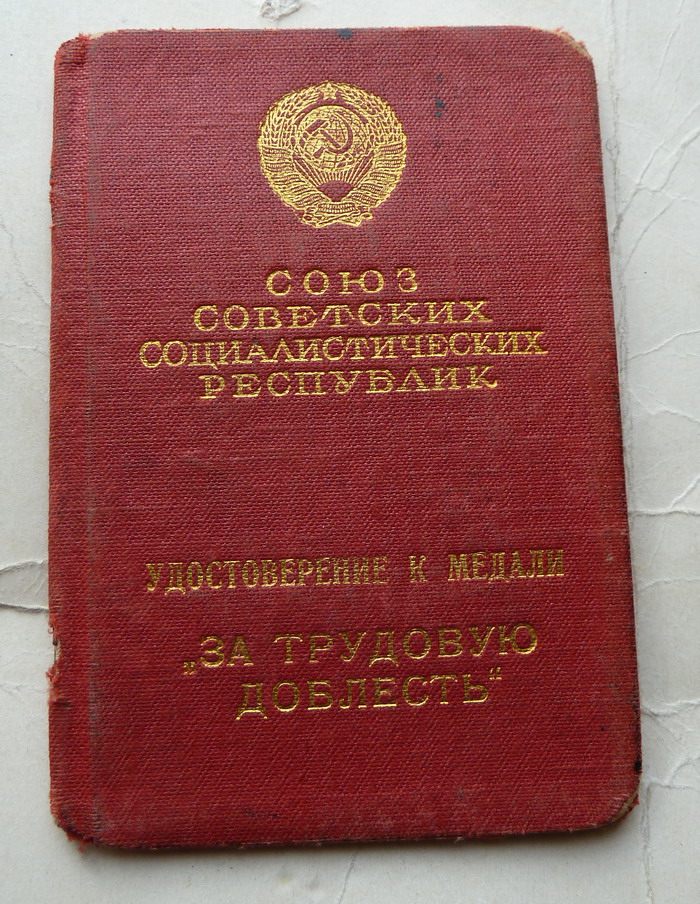 СОЮЗ
СОВЕТСКИХ
СОЦИАЛИСТИЧЕСКИХ
РЕСПУБЛИК
УДОСТОВЕРЕНИЕ К МЕДАЛИ
„ЗА ТРУДОВУЮ
ДОБЛЕСТЬ“